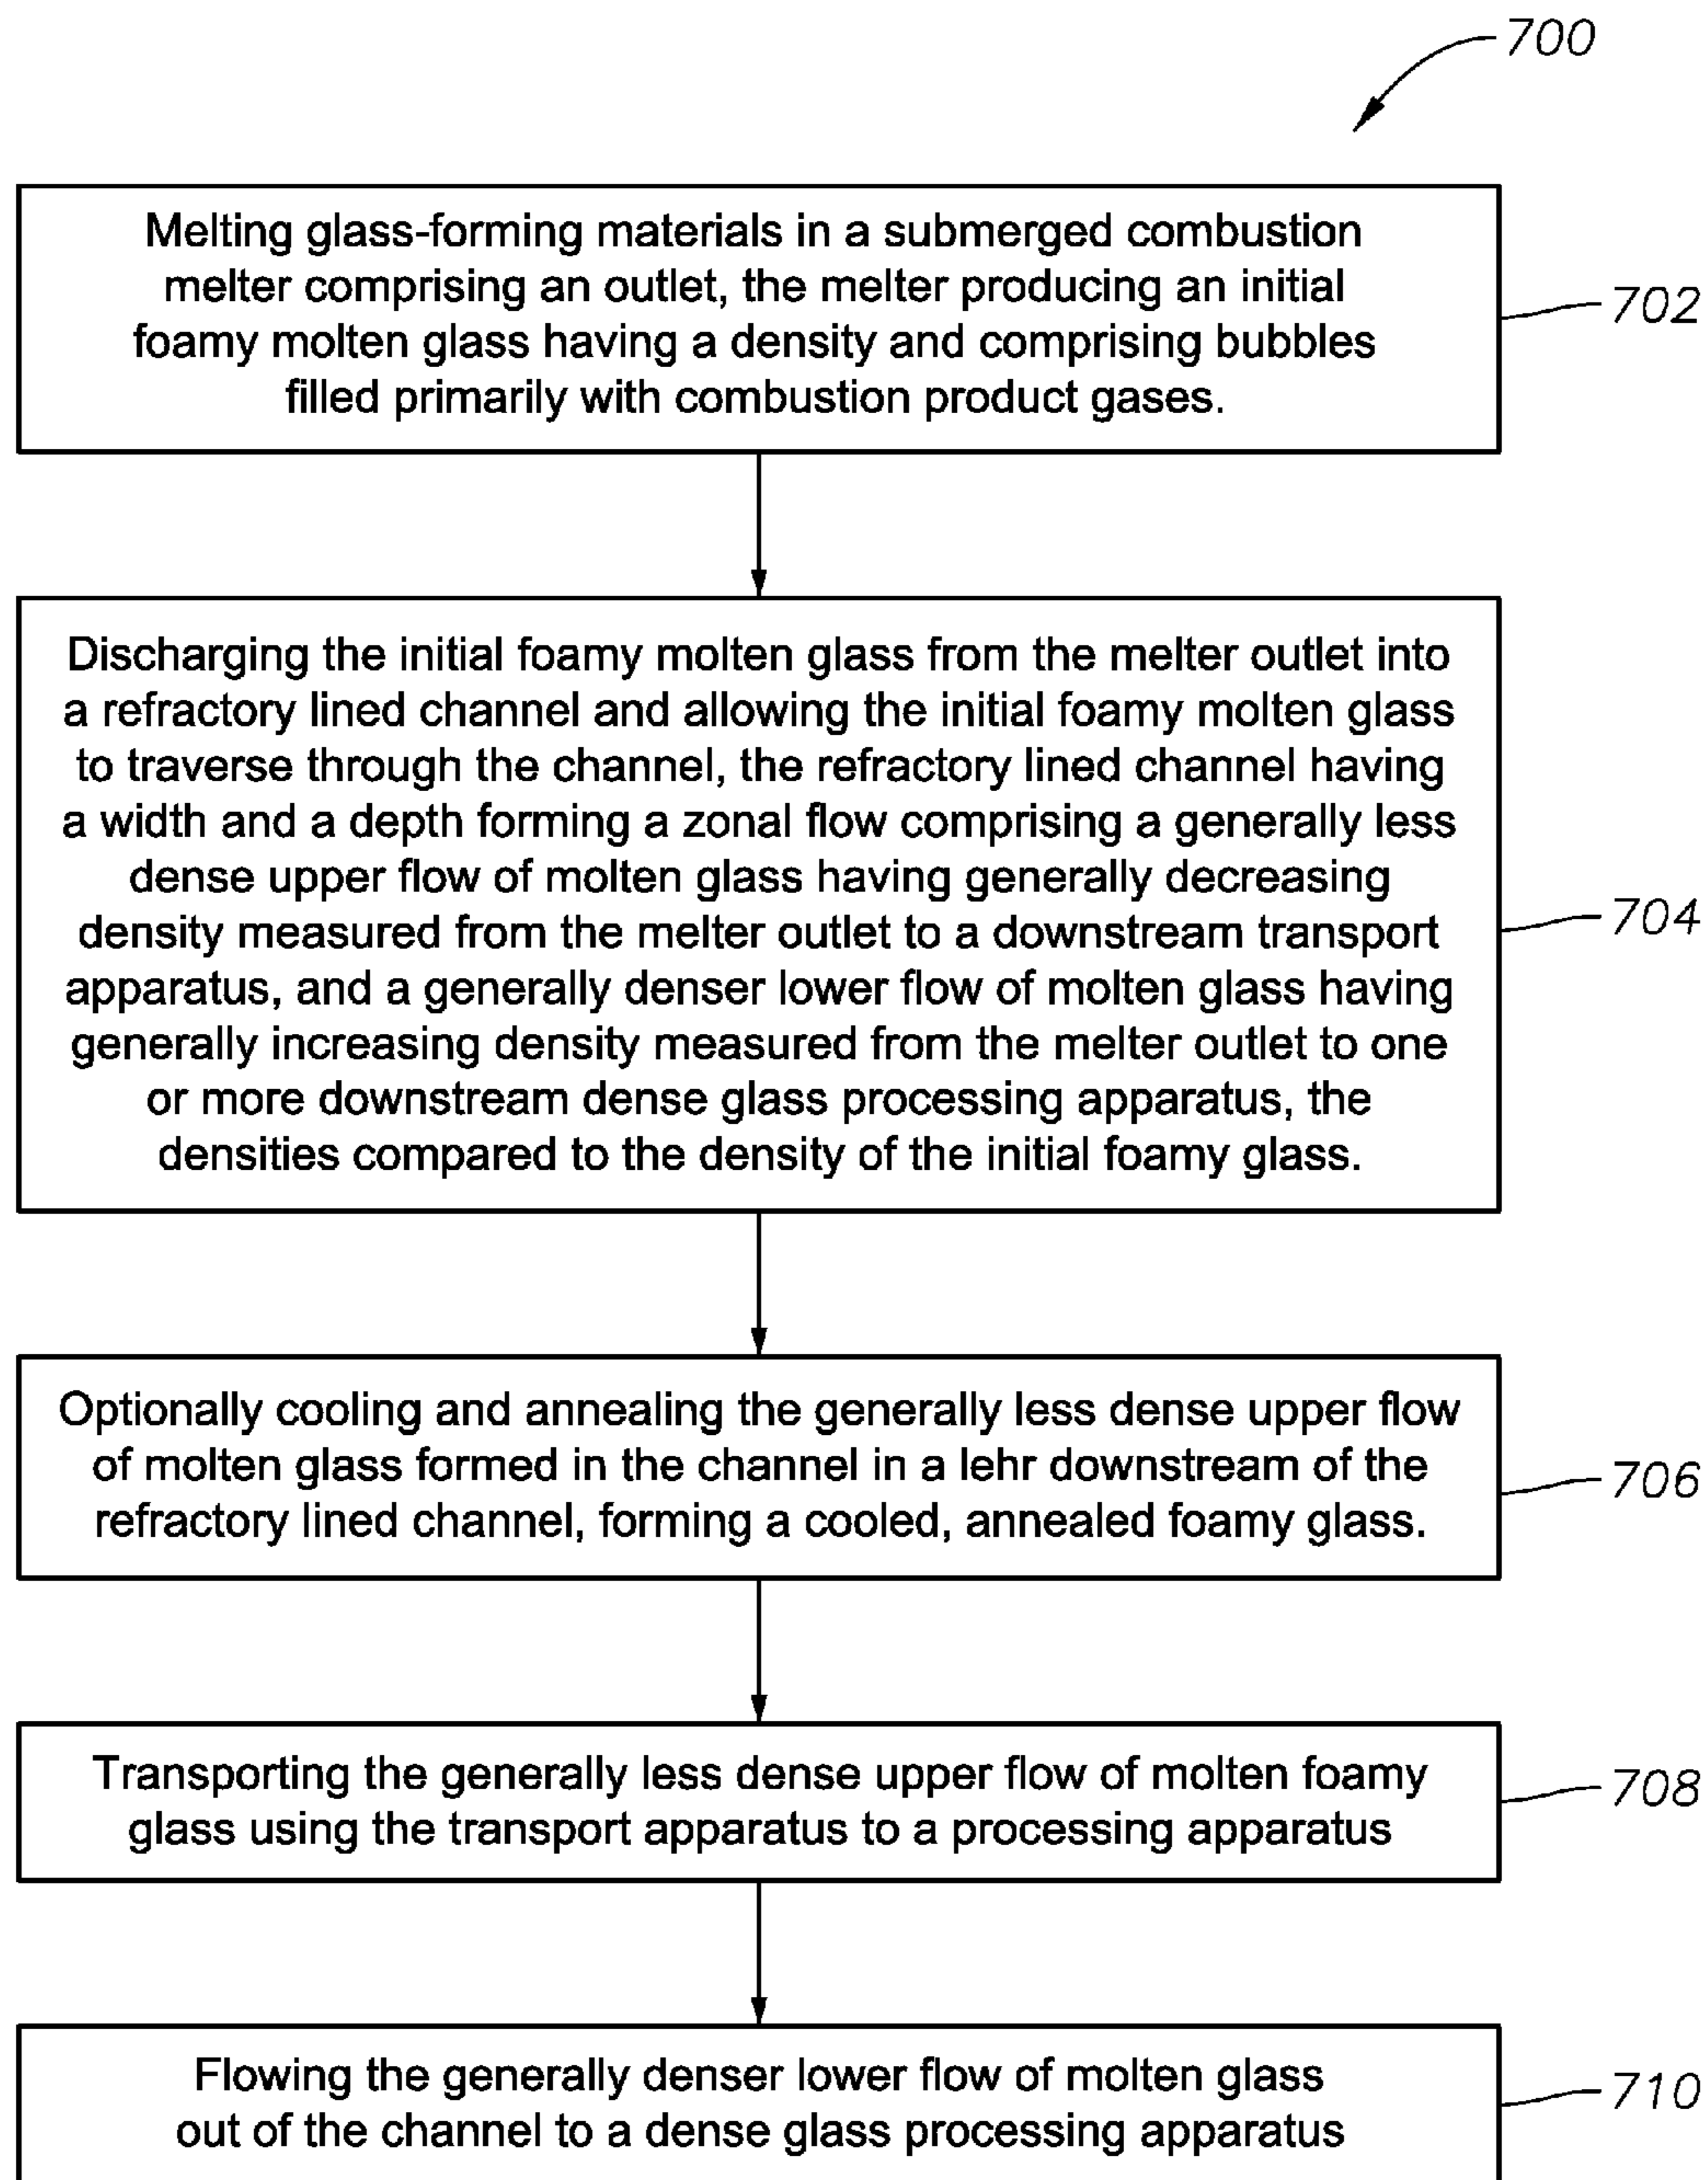 700
Melting glass-forming materials in a submerged combustion
melter comprising an outlet, the melter producing an initial
foamy molten glass having a density and comprising bubbles
filled primarily with combustion product gases.
702
Discharging the initial foamy molten glass from the melter outlet into
a refractory lined channel and allowing the initial foamy molten glass
to traverse through the channel, the refractory lined channel having
a width and a depth forming a zonal flow comprising a generally less
dense upper flow of molten glass having generally decreasing
density measured from the melter outlet to a downstream transport
apparatus, and a generally denser lower flow of molten glass having
generally increasing density measured from the melter outlet to one
or more downstream dense glass processing apparatus, the
densities compared to the density of the initial foamy glass.
704
Optionally cooling and annealing the generally less dense upper flow
of molten glass formed in the channel in a lehr downstream of the
refractory lined channel, forming a cooled, annealed foamy glass.
706
Transporting the generally less dense upper flow of molten foamy
glass using the transport apparatus to a processing apparatus
708
Flowing the generally denser lower flow of molten glass
out of the channel to a dense glass processing apparatus
710